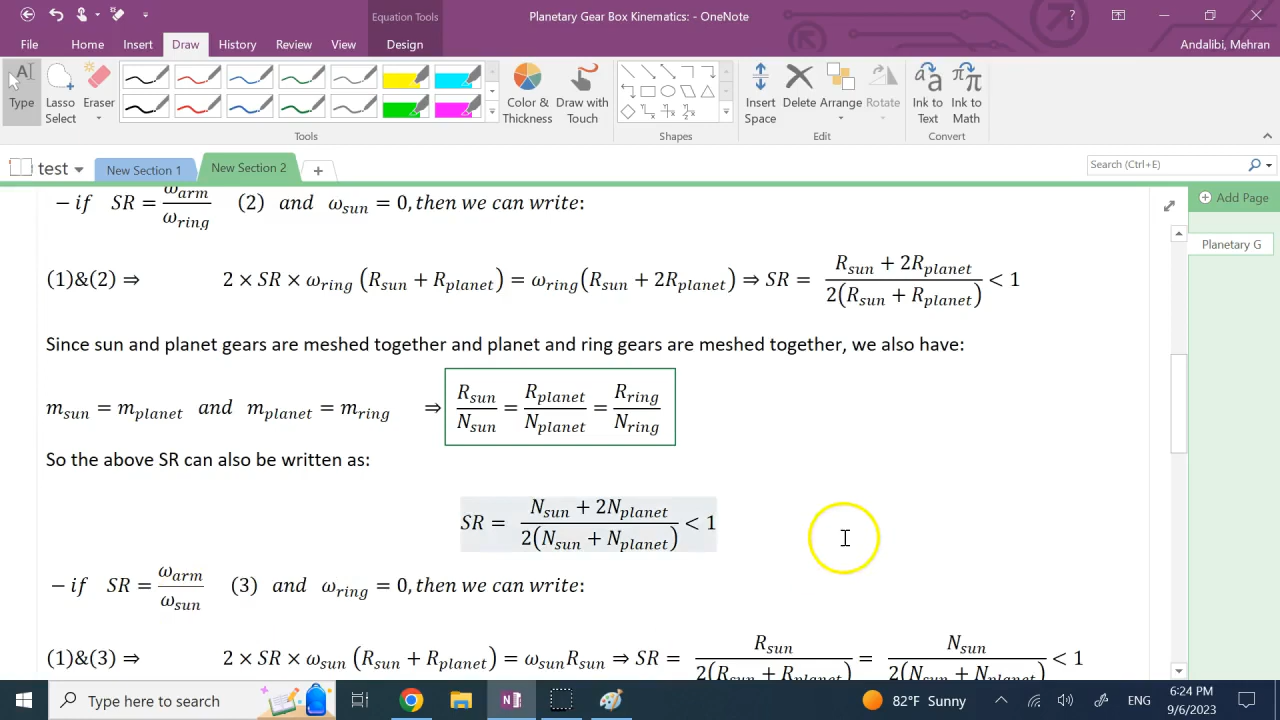 Equation Tools
Planetary Gear Box Kinematics: - OneNote
?
File Home Insert Draw History Review View Design
Andalibi, Mehran
Type
Lasso Select
Eraser
Color & Thickness
Draw with Touch
Insert Space
Delete
Arrange
Rotate
Ink to Text
Ink to Math
Tools
Shapes
Edit
Convert
test
New Section 1
New Section 2
Search (Ctrl+E)
Add Page
Planetary G
− if SR = ω_arm / ω_ring (2) and ω_sun = 0, then we can write:
(1)&(2) ⇒ 2 × SR × ω_ring (R_sun + R_planet) = ω_ring(R_sun + 2R_planet) ⇒ SR = (R_sun + 2R_planet) / 2(R_sun + R_planet) < 1
Since sun and planet gears are meshed together and planet and ring gears are meshed together, we also have:
m_sun = m_planet and m_planet = m_ring ⇒ R_sun / N_sun = R_planet / N_planet = R_ring / N_ring
So the above SR can also be written as:
SR = (N_sun + 2N_planet) / 2(N_sun + N_planet) < 1
− if SR = ω_arm / ω_sun (3) and ω_ring = 0, then we can write:
(1)&(3) ⇒ 2 × SR × ω_sun (R_sun + R_planet) = ω_sun R_sun ⇒ SR = R_sun / 2(R_sun + R_planet) = N_sun / 2(N_sun + N_planet) < 1
Type here to search
82°F Sunny
ENG
6:24 PM
9/6/2023